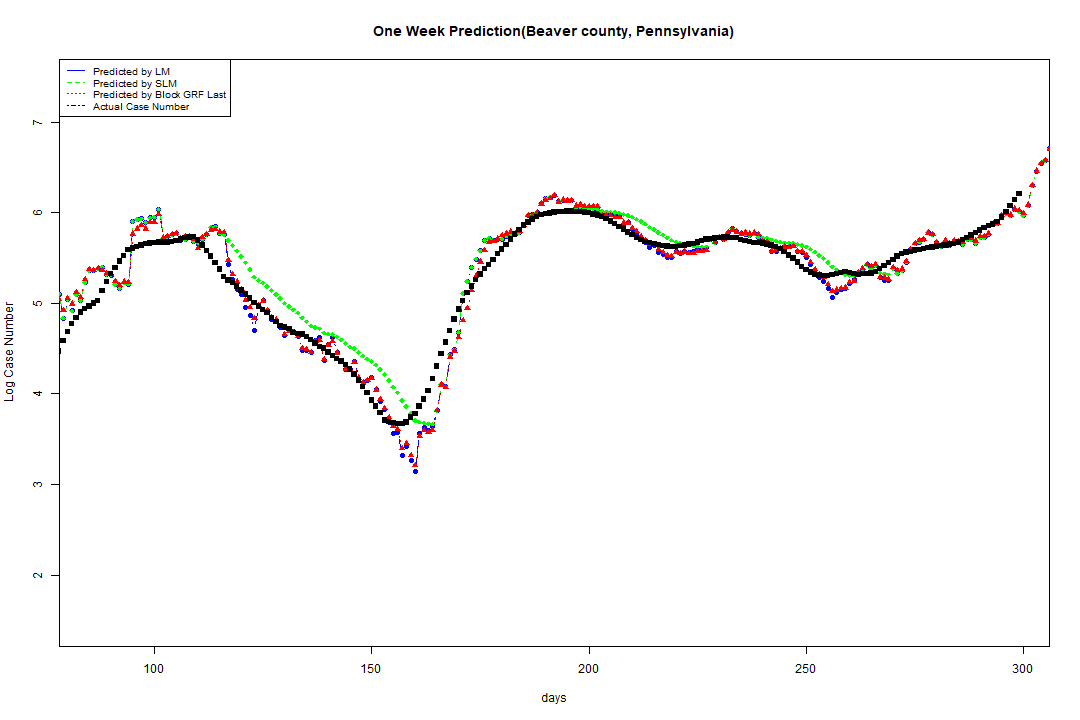 One Week Prediction(Beaver county, Pennsylvania)
Predicted by LM
Predicted by SLM
Predicted by Block GRF Last
Actual Case Number
7
6
5
4
3
2
Log Case Number
100 150 200 250 300
days